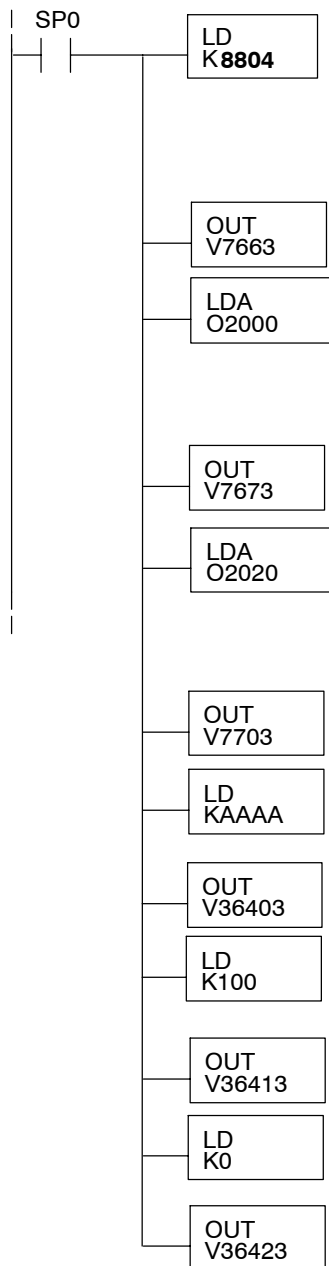 SP0
LD
K8804
OUT
V7663
LDA
O2000
OUT
V7673
LDA
O2020
OUT
V7703
LD
KAAAA
OUT
V36403
LD
K100
OUT
V36413
LD
K0
OUT
V36423